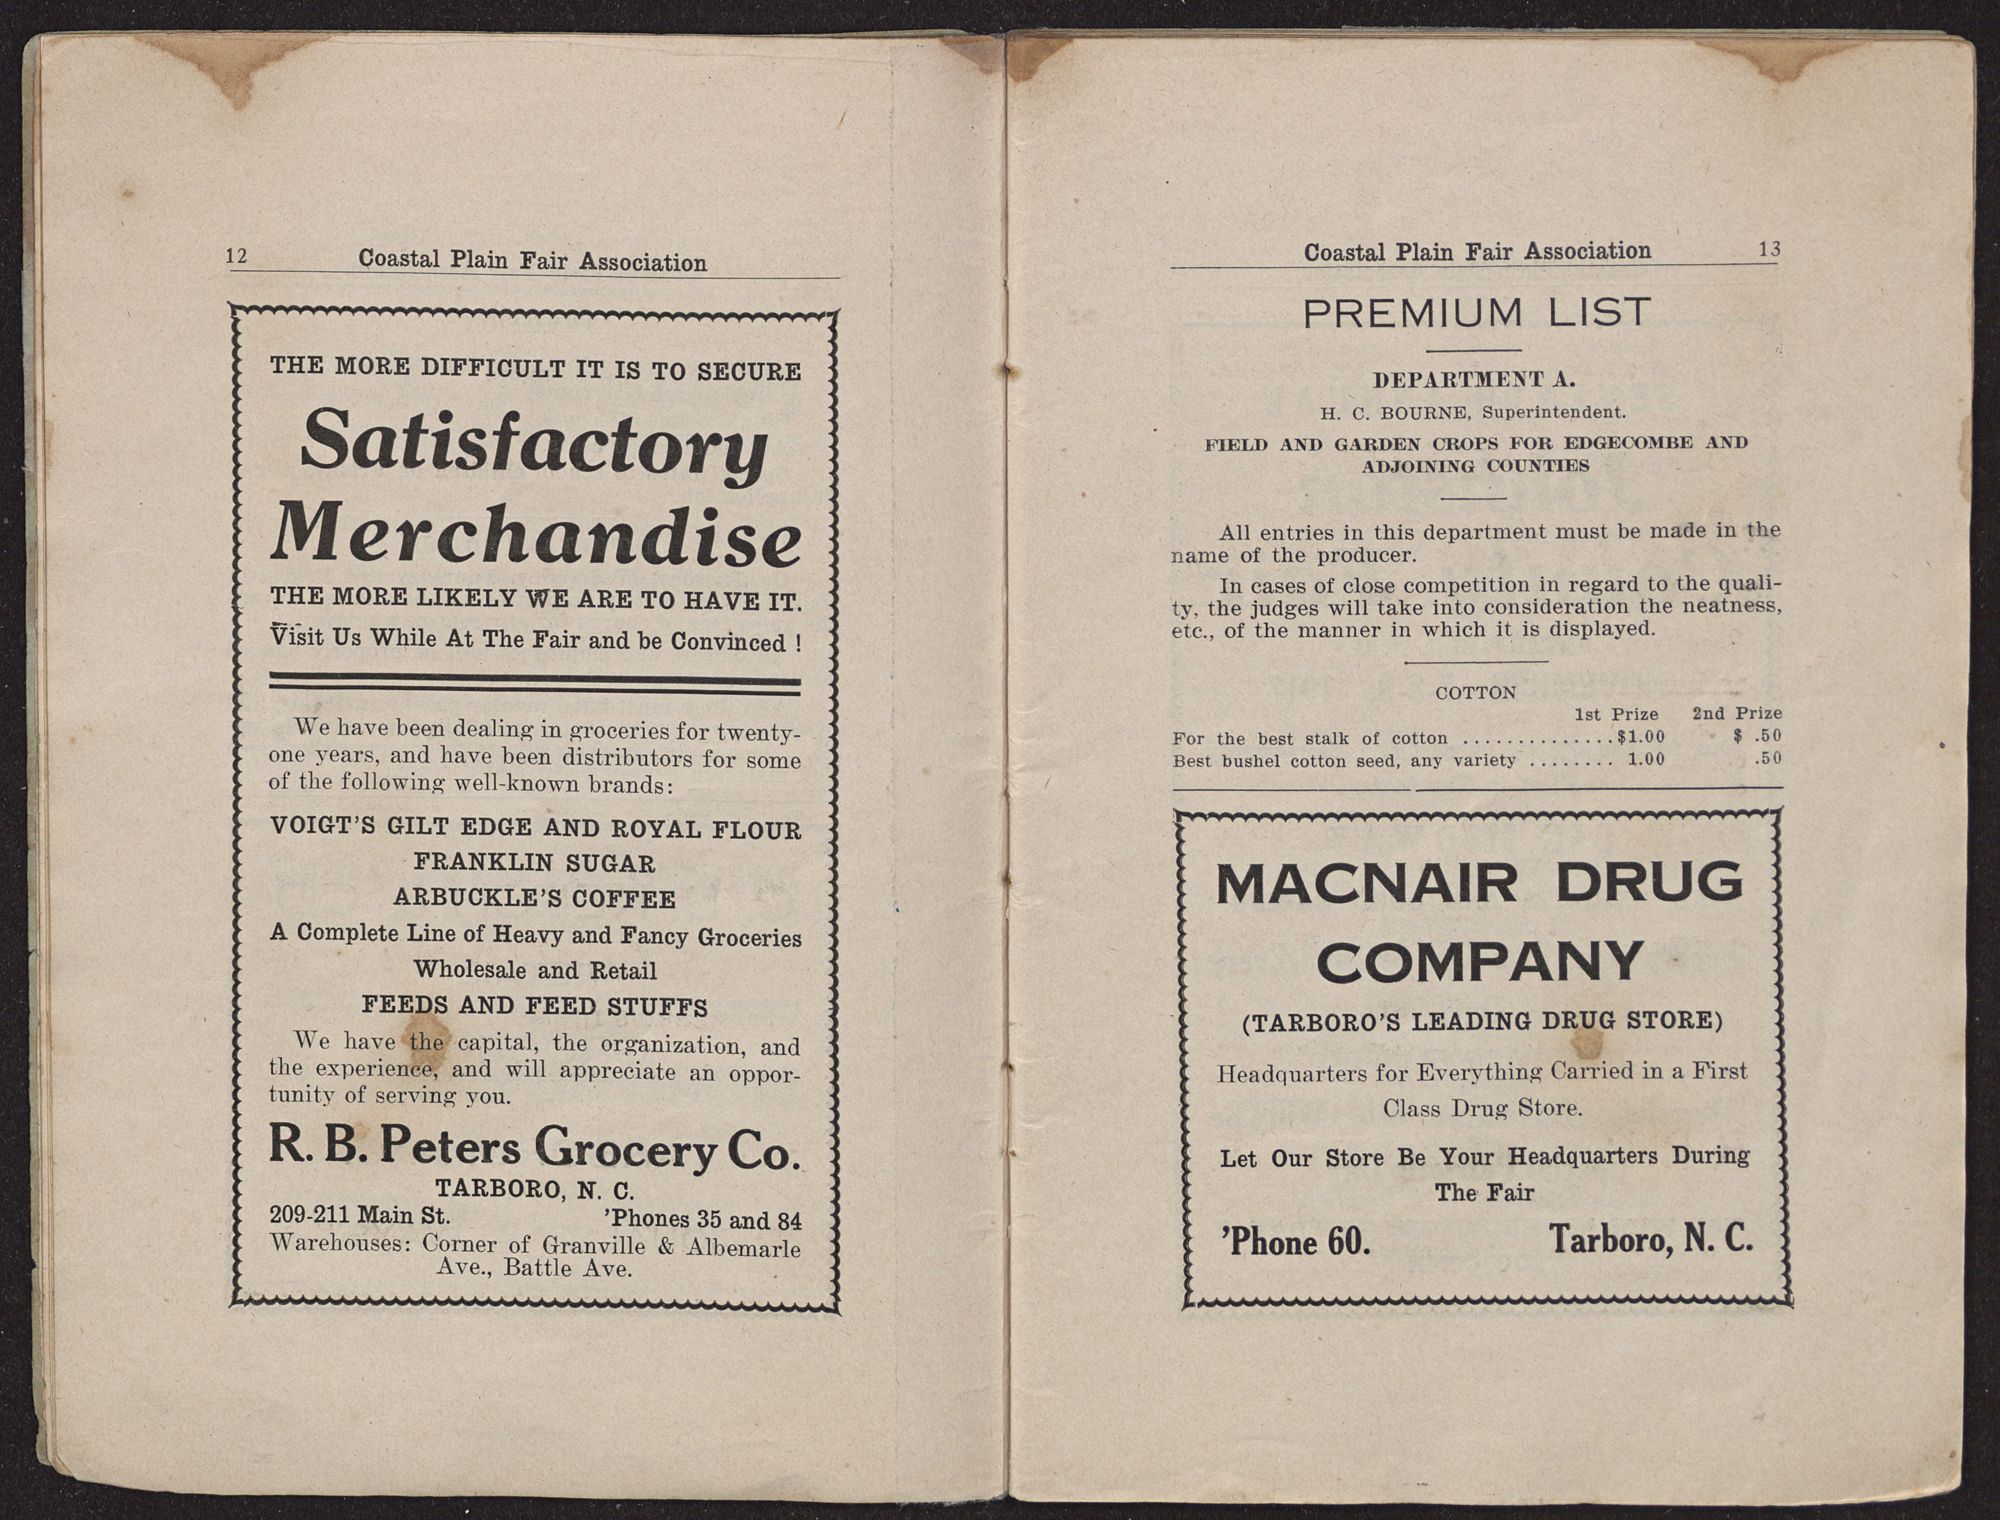 12 Coastal Plain Fair Association
THE MORE DIFFICULT IT IS TO SECURE
Satisfactory
Merchandise
THE MORE LIKELY WE ARE TO HAVE IT.
Visit Us While At The Fair and be Convinced !
We have been dealing in groceries for twenty-
one years, and have been distributors for some
of the following well-known brands:
VOIGT'S GILT EDGE AND ROYAL FLOUR
FRANKLIN SUGAR
ARBUCKLE'S COFFEE
A Complete Line of Heavy and Fancy Groceries
Wholesale and Retail
FEEDS AND FEED STUFFS
We have the capital, the organization, and
the experience, and will appreciate an oppor-
tunity of serving you.
R. B. Peters Grocery Co.
TARBORO, N. C.
209-211 Main St. 'Phones 35 and 84
Warehouses: Corner of Granville & Albemarle
Ave., Battle Ave.
Coastal Plain Fair Association 13
PREMIUM LIST
DEPARTMENT A.
H. C. BOURNE, Superintendent.
FIELD AND GARDEN CROPS FOR EDGECOMBE AND
ADJOINING COUNTIES
All entries in this department must be made in the
name of the producer.
In cases of close competition in regard to the quali-
ty, the judges will take into consideration the neatness,
etc., of the manner in which it is displayed.
COTTON
1st Prize 2nd Prize
For the best stalk of cotton ...............$1.00 $ .50
Best bushel cotton seed, any variety ........ 1.00 .50
MACNAIR DRUG
COMPANY
(TARBORO'S LEADING DRUG STORE)
Headquarters for Everything Carried in a First
Class Drug Store.
Let Our Store Be Your Headquarters During
The Fair
'Phone 60. Tarboro, N. C.